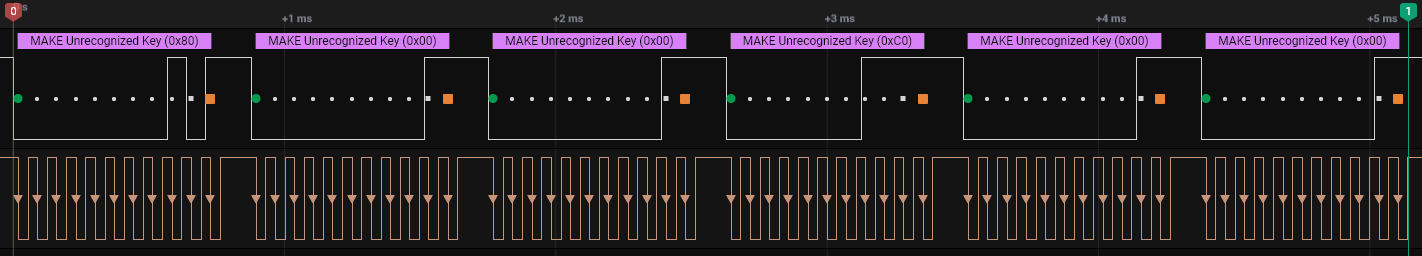 0 s
+1 ms
+2 ms
+3 ms
+4 ms
+5 ms
1
MAKE Unrecognized Key (0x80)
MAKE Unrecognized Key (0x00)
MAKE Unrecognized Key (0x00)
MAKE Unrecognized Key (0xC0)
MAKE Unrecognized Key (0x00)
MAKE Unrecognized Key (0x00)